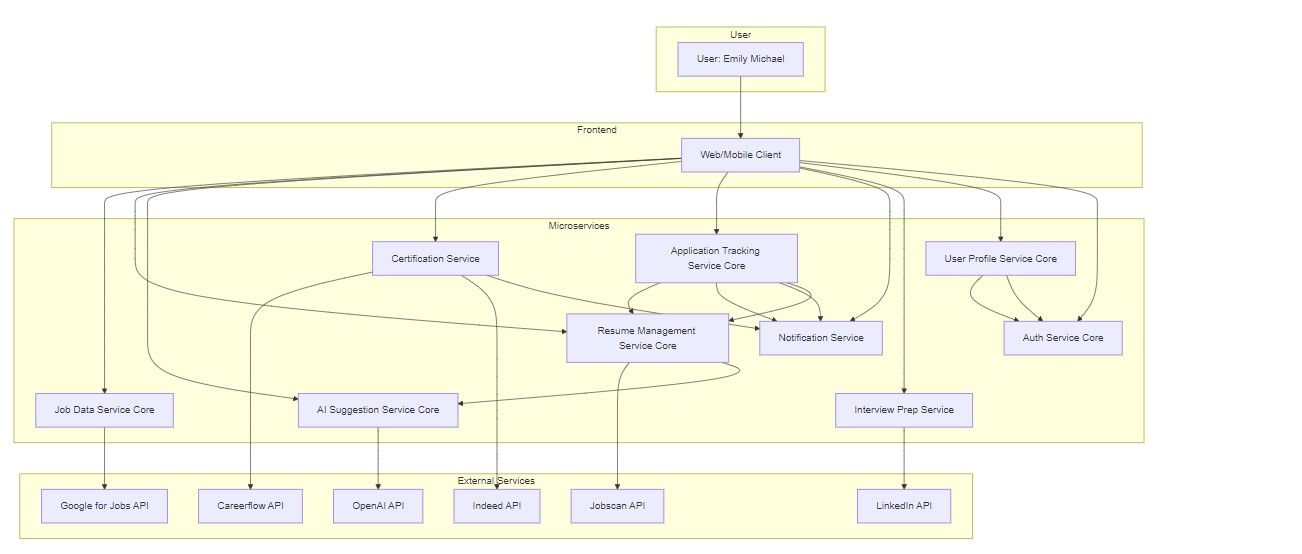 User
User: Emily Michael
Frontend
Web/Mobile Client
Microservices
Certification Service
Application Tracking
Service Core
User Profile Service Core
Resume Management
Service Core
Notification Service
Auth Service Core
Job Data Service Core
AI Suggestion Service Core
Interview Prep Service
External Services
Google for Jobs API
Careerflow API
OpenAI API
Indeed API
Jobscan API
LinkedIn API